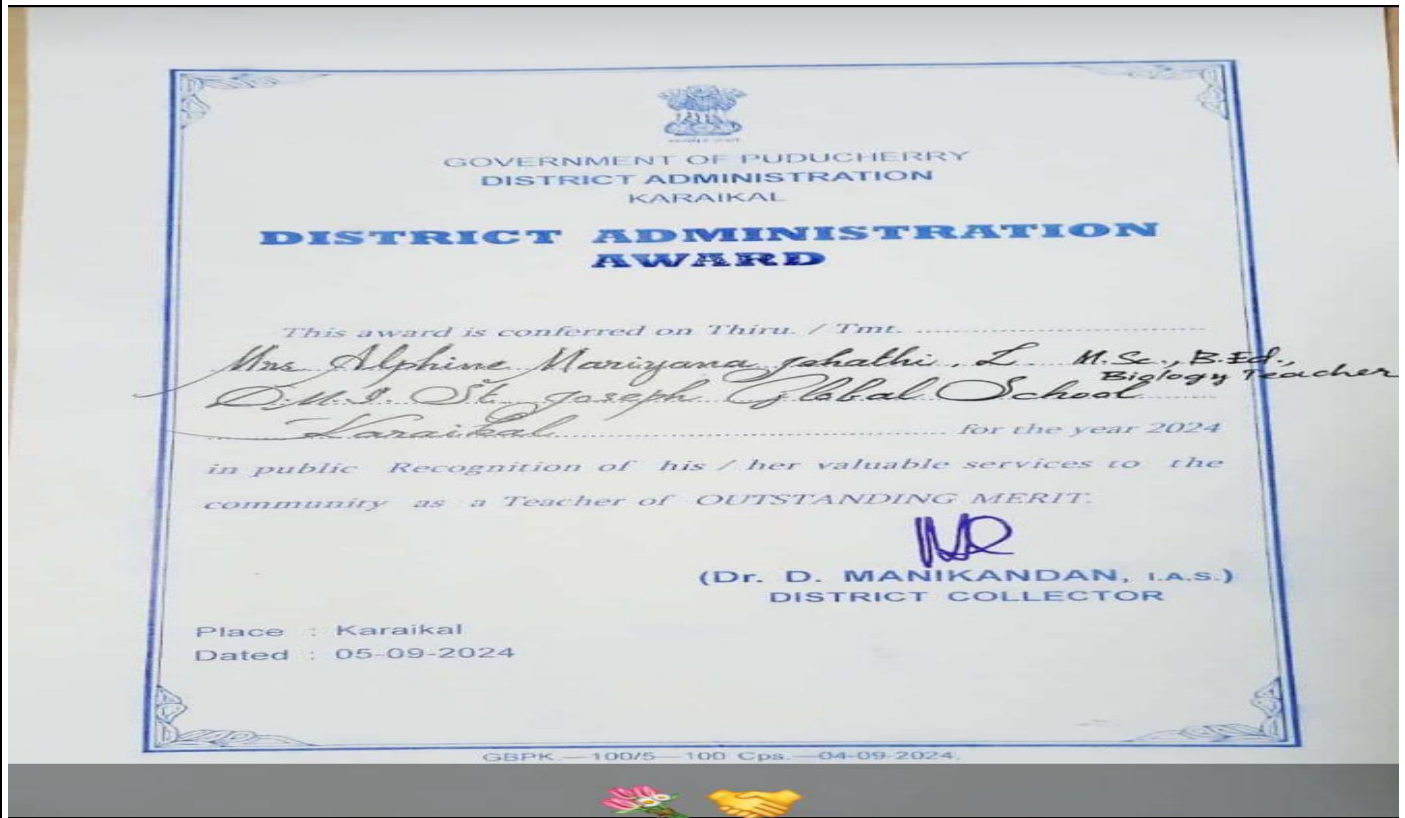 GOVERNMENT OF PUDUCHERRY
DISTRICT ADMINISTRATION
KARAIKAL
DISTRICT ADMINISTRATION
AWARD
This award is conferred on Thiru. / Tmt. ..............................
Mrs Alphine Mariyana Jehathi. L M.Sc., B.Ed.,
Biology Teacher
D.M.I. St. Joseph Global School
Karaikal .......................................... for the year 2024
in public Recognition of his / her valuable services to the
community as a Teacher of OUTSTANDING MERIT.
(Dr. D. MANIKANDAN, I.A.S.)
DISTRICT COLLECTOR
Place : Karaikal
Dated : 05-09-2024
GBPK.—100/5—100 Cps.—04-09-2024.